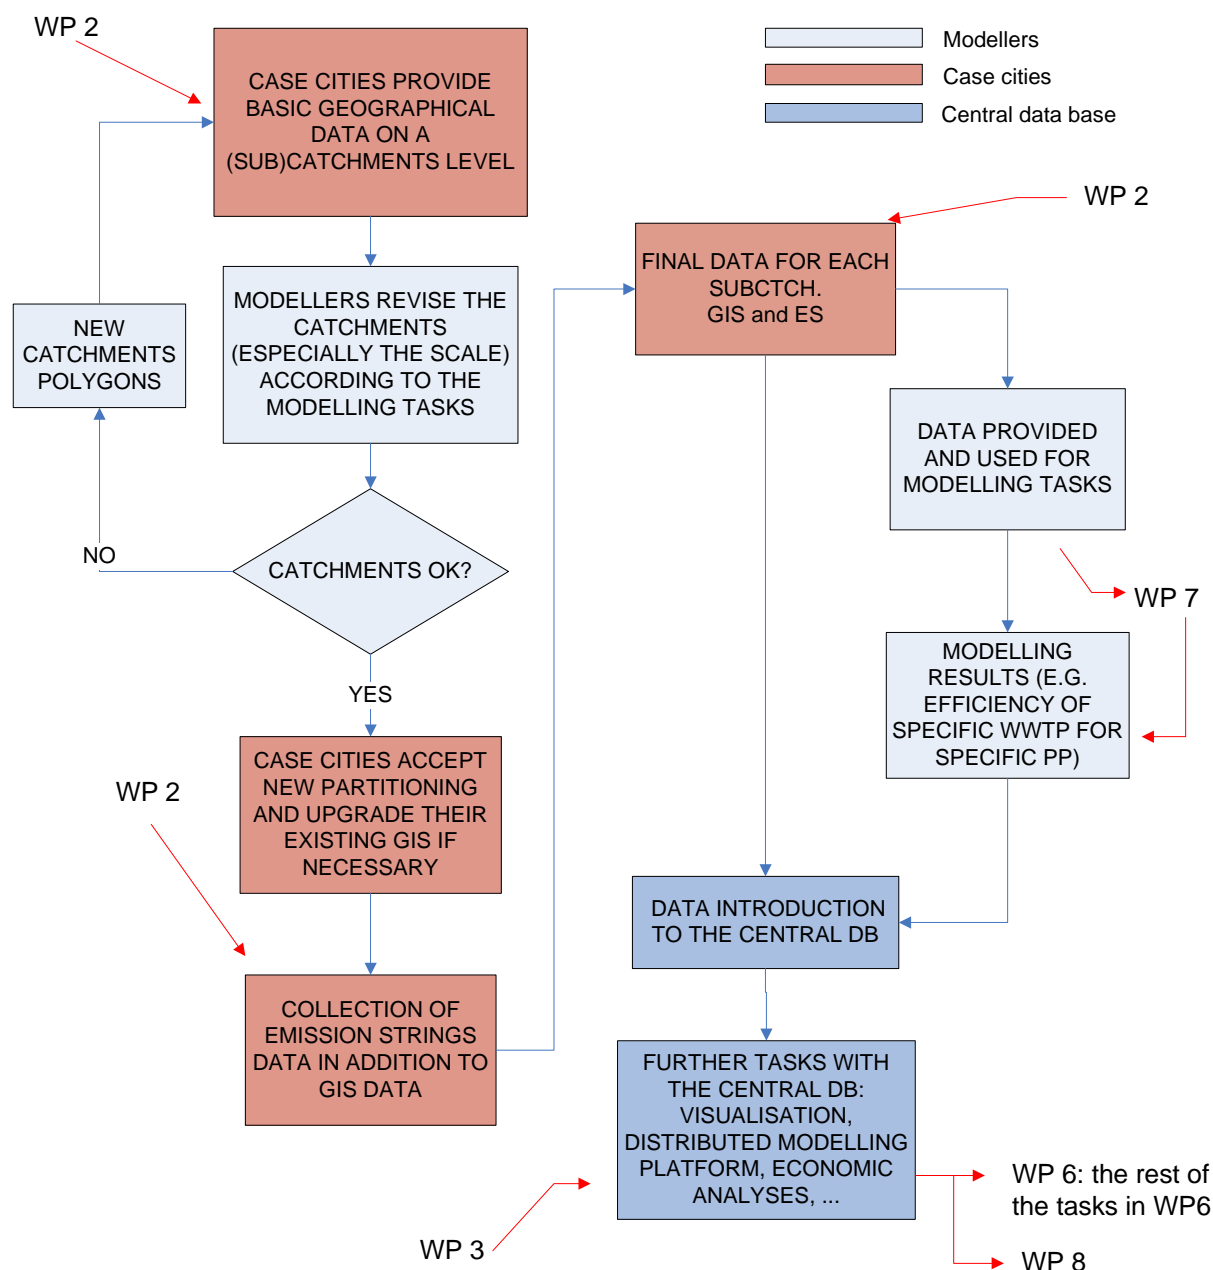 WP 2
CASE CITIES PROVIDE
BASIC GEOGRAPHICAL
DATA ON A
(SUB)CATCHMENTS LEVEL
Modellers
Case cities
Central data base
MODELLERS REVISE THE
CATCHMENTS
(ESPECIALLY THE SCALE)
ACCORDING TO THE
MODELLING TASKS
NEW
CATCHMENTS
POLYGONS
CATCHMENTS OK?
NO
YES
CASE CITIES ACCEPT
NEW PARTITIONING
AND UPGRADE THEIR
EXISTING GIS IF
NECESSARY
WP 2
COLLECTION OF
EMISSION STRINGS
DATA IN ADDITION TO
GIS DATA
WP 2
FINAL DATA FOR EACH
SUBCTCH.
GIS and ES
DATA PROVIDED
AND USED FOR
MODELLING TASKS
WP 7
MODELLING
RESULTS (E.G.
EFFICIENCY OF
SPECIFIC WWTP FOR
SPECIFIC PP)
DATA INTRODUCTION
TO THE CENTRAL DB
FURTHER TASKS WITH
THE CENTRAL DB:
VISUALISATION,
DISTRIBUTED MODELLING
PLATFORM, ECONOMIC
ANALYSES, ...
WP 3
WP 6: the rest of
the tasks in WP6
WP 8